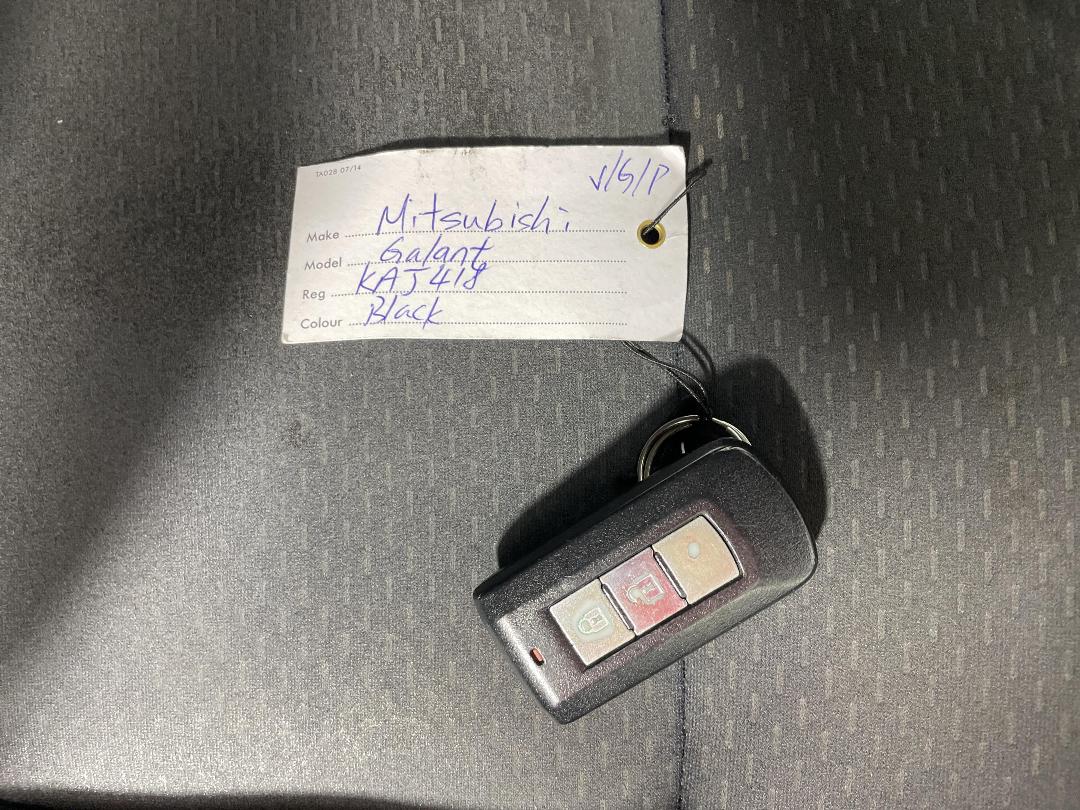 TA028 07/14
V/G/P
Make Mitsubishi
Model Galant
Reg KAJ418
Colour Black